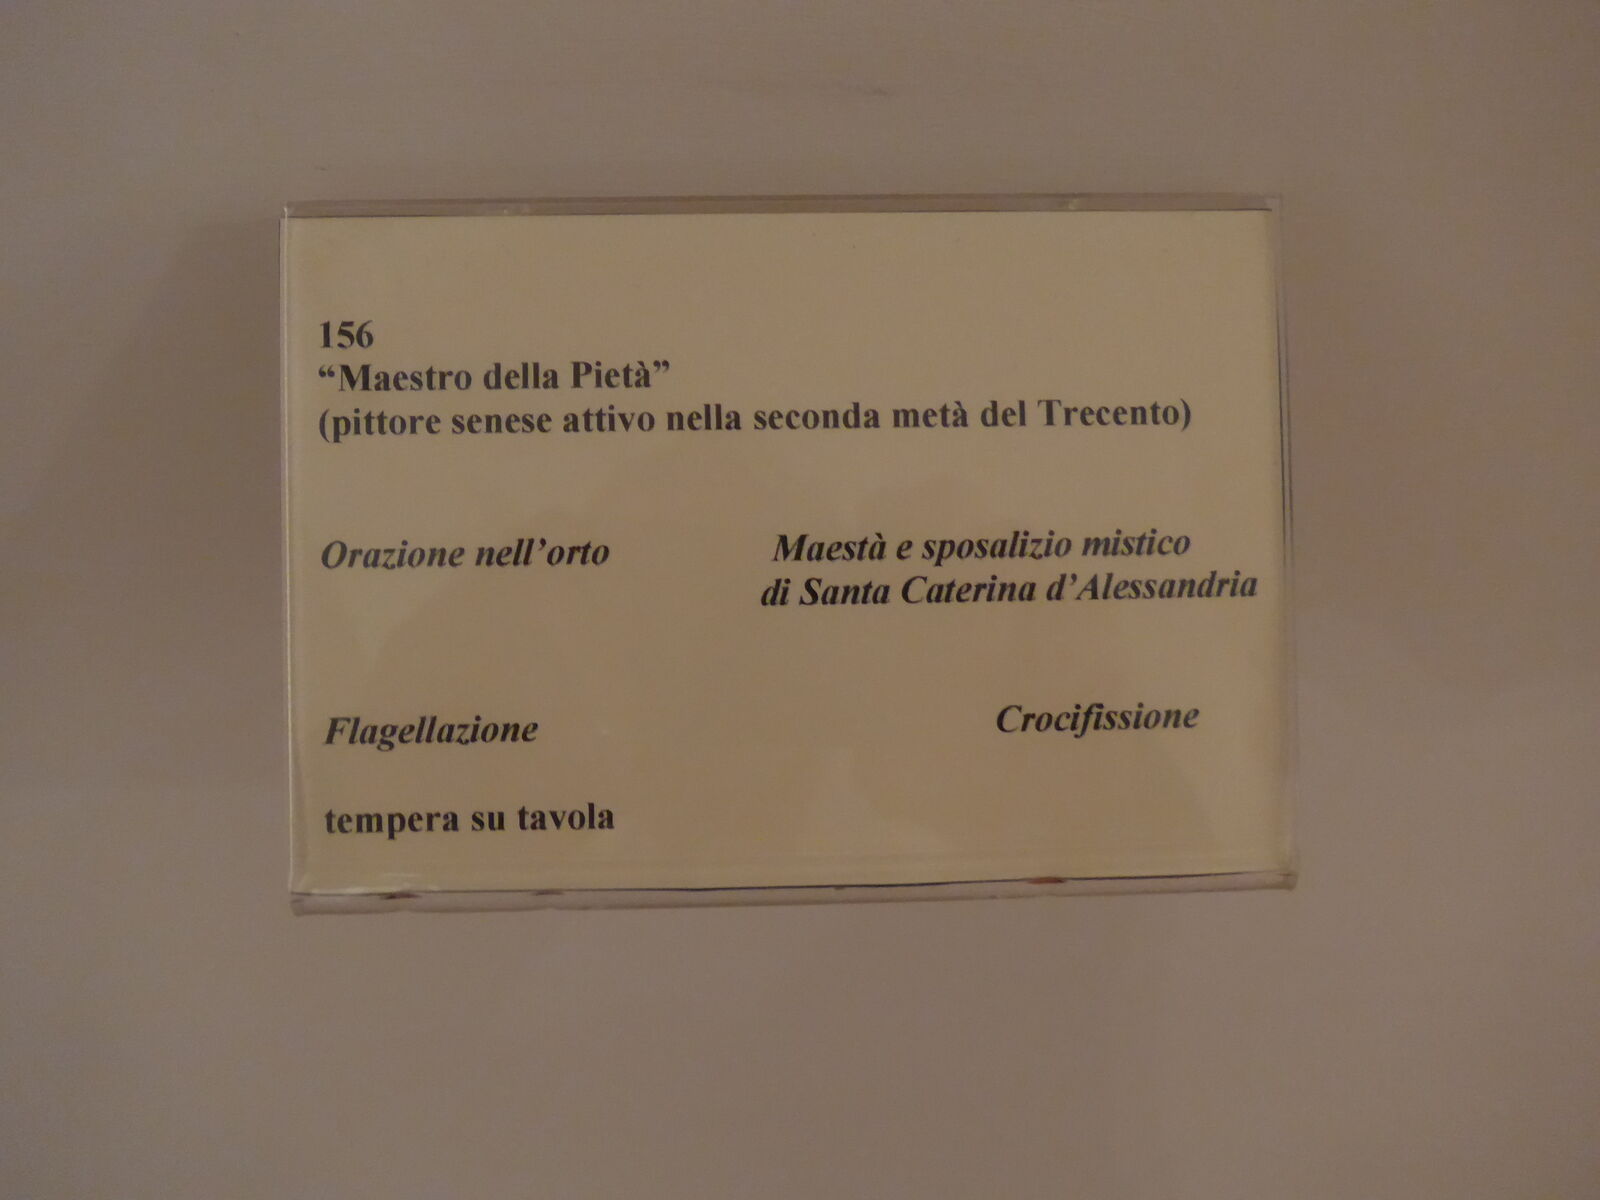 156
“Maestro della Pietà”
(pittore senese attivo nella seconda metà del Trecento)
Orazione nell’orto
Maestà e sposalizio mistico
di Santa Caterina d’Alessandria
Flagellazione
Crocifissione
tempera su tavola